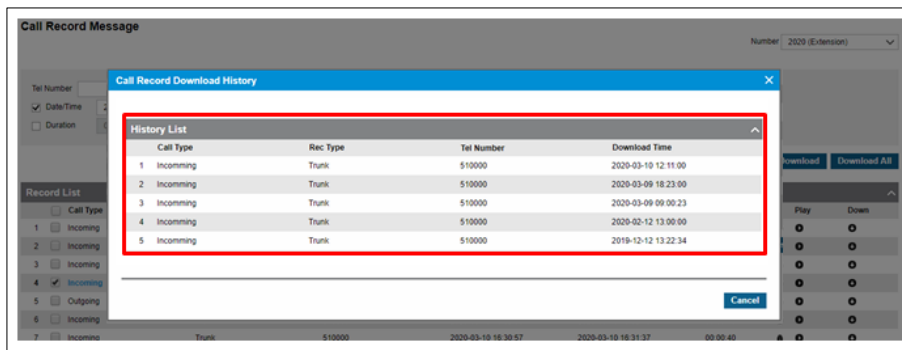 Call Record Message
Number 2020 (Extension)
Call Record Download History
Tel Number
Date/Time
Duration
History List
Call Type Rec Type Tel Number Download Time
1 Incomming Trunk 510000 2020-03-10 12:11:00
2 Incomming Trunk 510000 2020-03-09 18:23:00
3 Incomming Trunk 510000 2020-03-09 09:00:23
4 Incomming Trunk 510000 2020-02-12 13:00:00
5 Incomming Trunk 510000 2019-12-12 13:22:34
Download All
Record List
Call Type Play Down
1 Incoming
2 Incoming
3 Incoming
4 Incoming
5 Outgoing
Cancel
6 Incoming
7 Incoming Trunk 510000 2020-03-10 16:30:57 2020-03-10 16:31:37 00:00:40